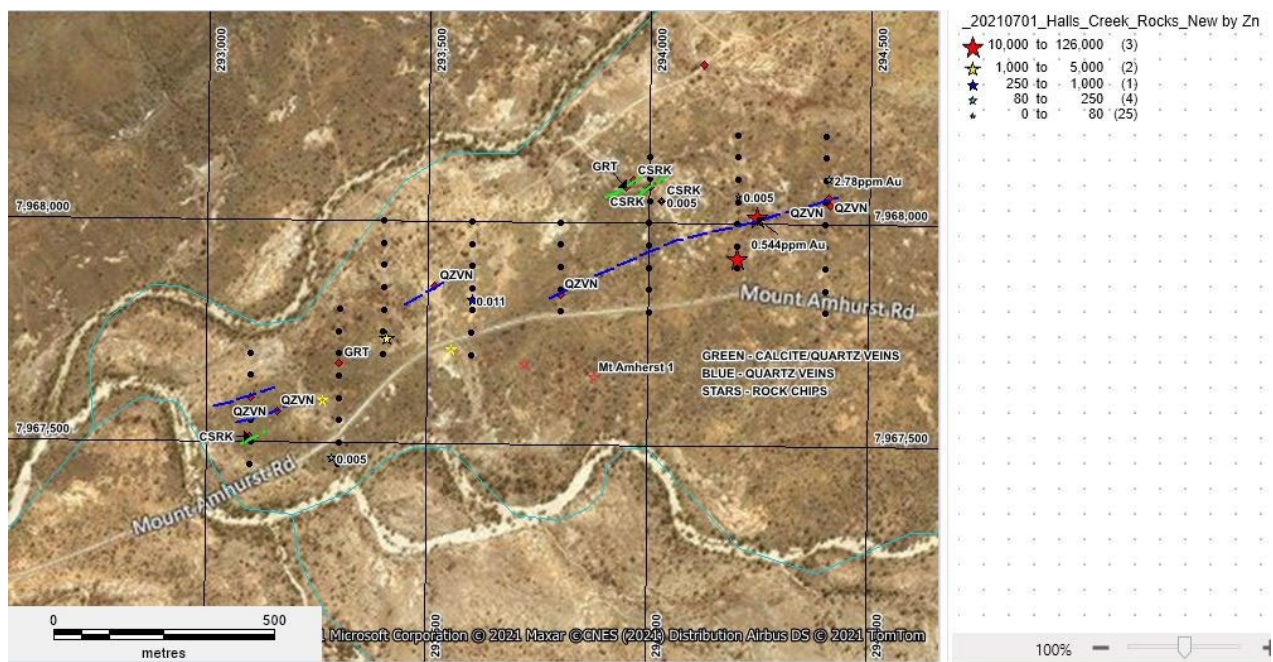 _20210701_Halls_Creek_Rocks_New by Zn
10,000 to 126,000 (3)
1,000 to 5,000 (2)
250 to 1,000 (1)
80 to 250 (4)
0 to 80 (25)
293,000
293,500
294,000
294,500
GRT
CSRK
CSRK
CSRK
0.005
0.005
2.78ppm Au
QZVN
QZVN
7,968,000
7,968,000
0.544ppm Au
QZVN
QZVN
0.011
Mount Amhurst Rd
GRT
Mt Amherst 1
GREEN - CALCITE/QUARTZ VEINS
BLUE - QUARTZ VEINS
STARS - ROCK CHIPS
QZVN
QZVN
CSRK
7,967,500
7,967,500
0.005
Mount Amhurst Rd
0 500
metres
Microsoft Corporation © 2021 Maxar ©CNES (2021) Distribution Airbus DS © 2021 TomTom
100%